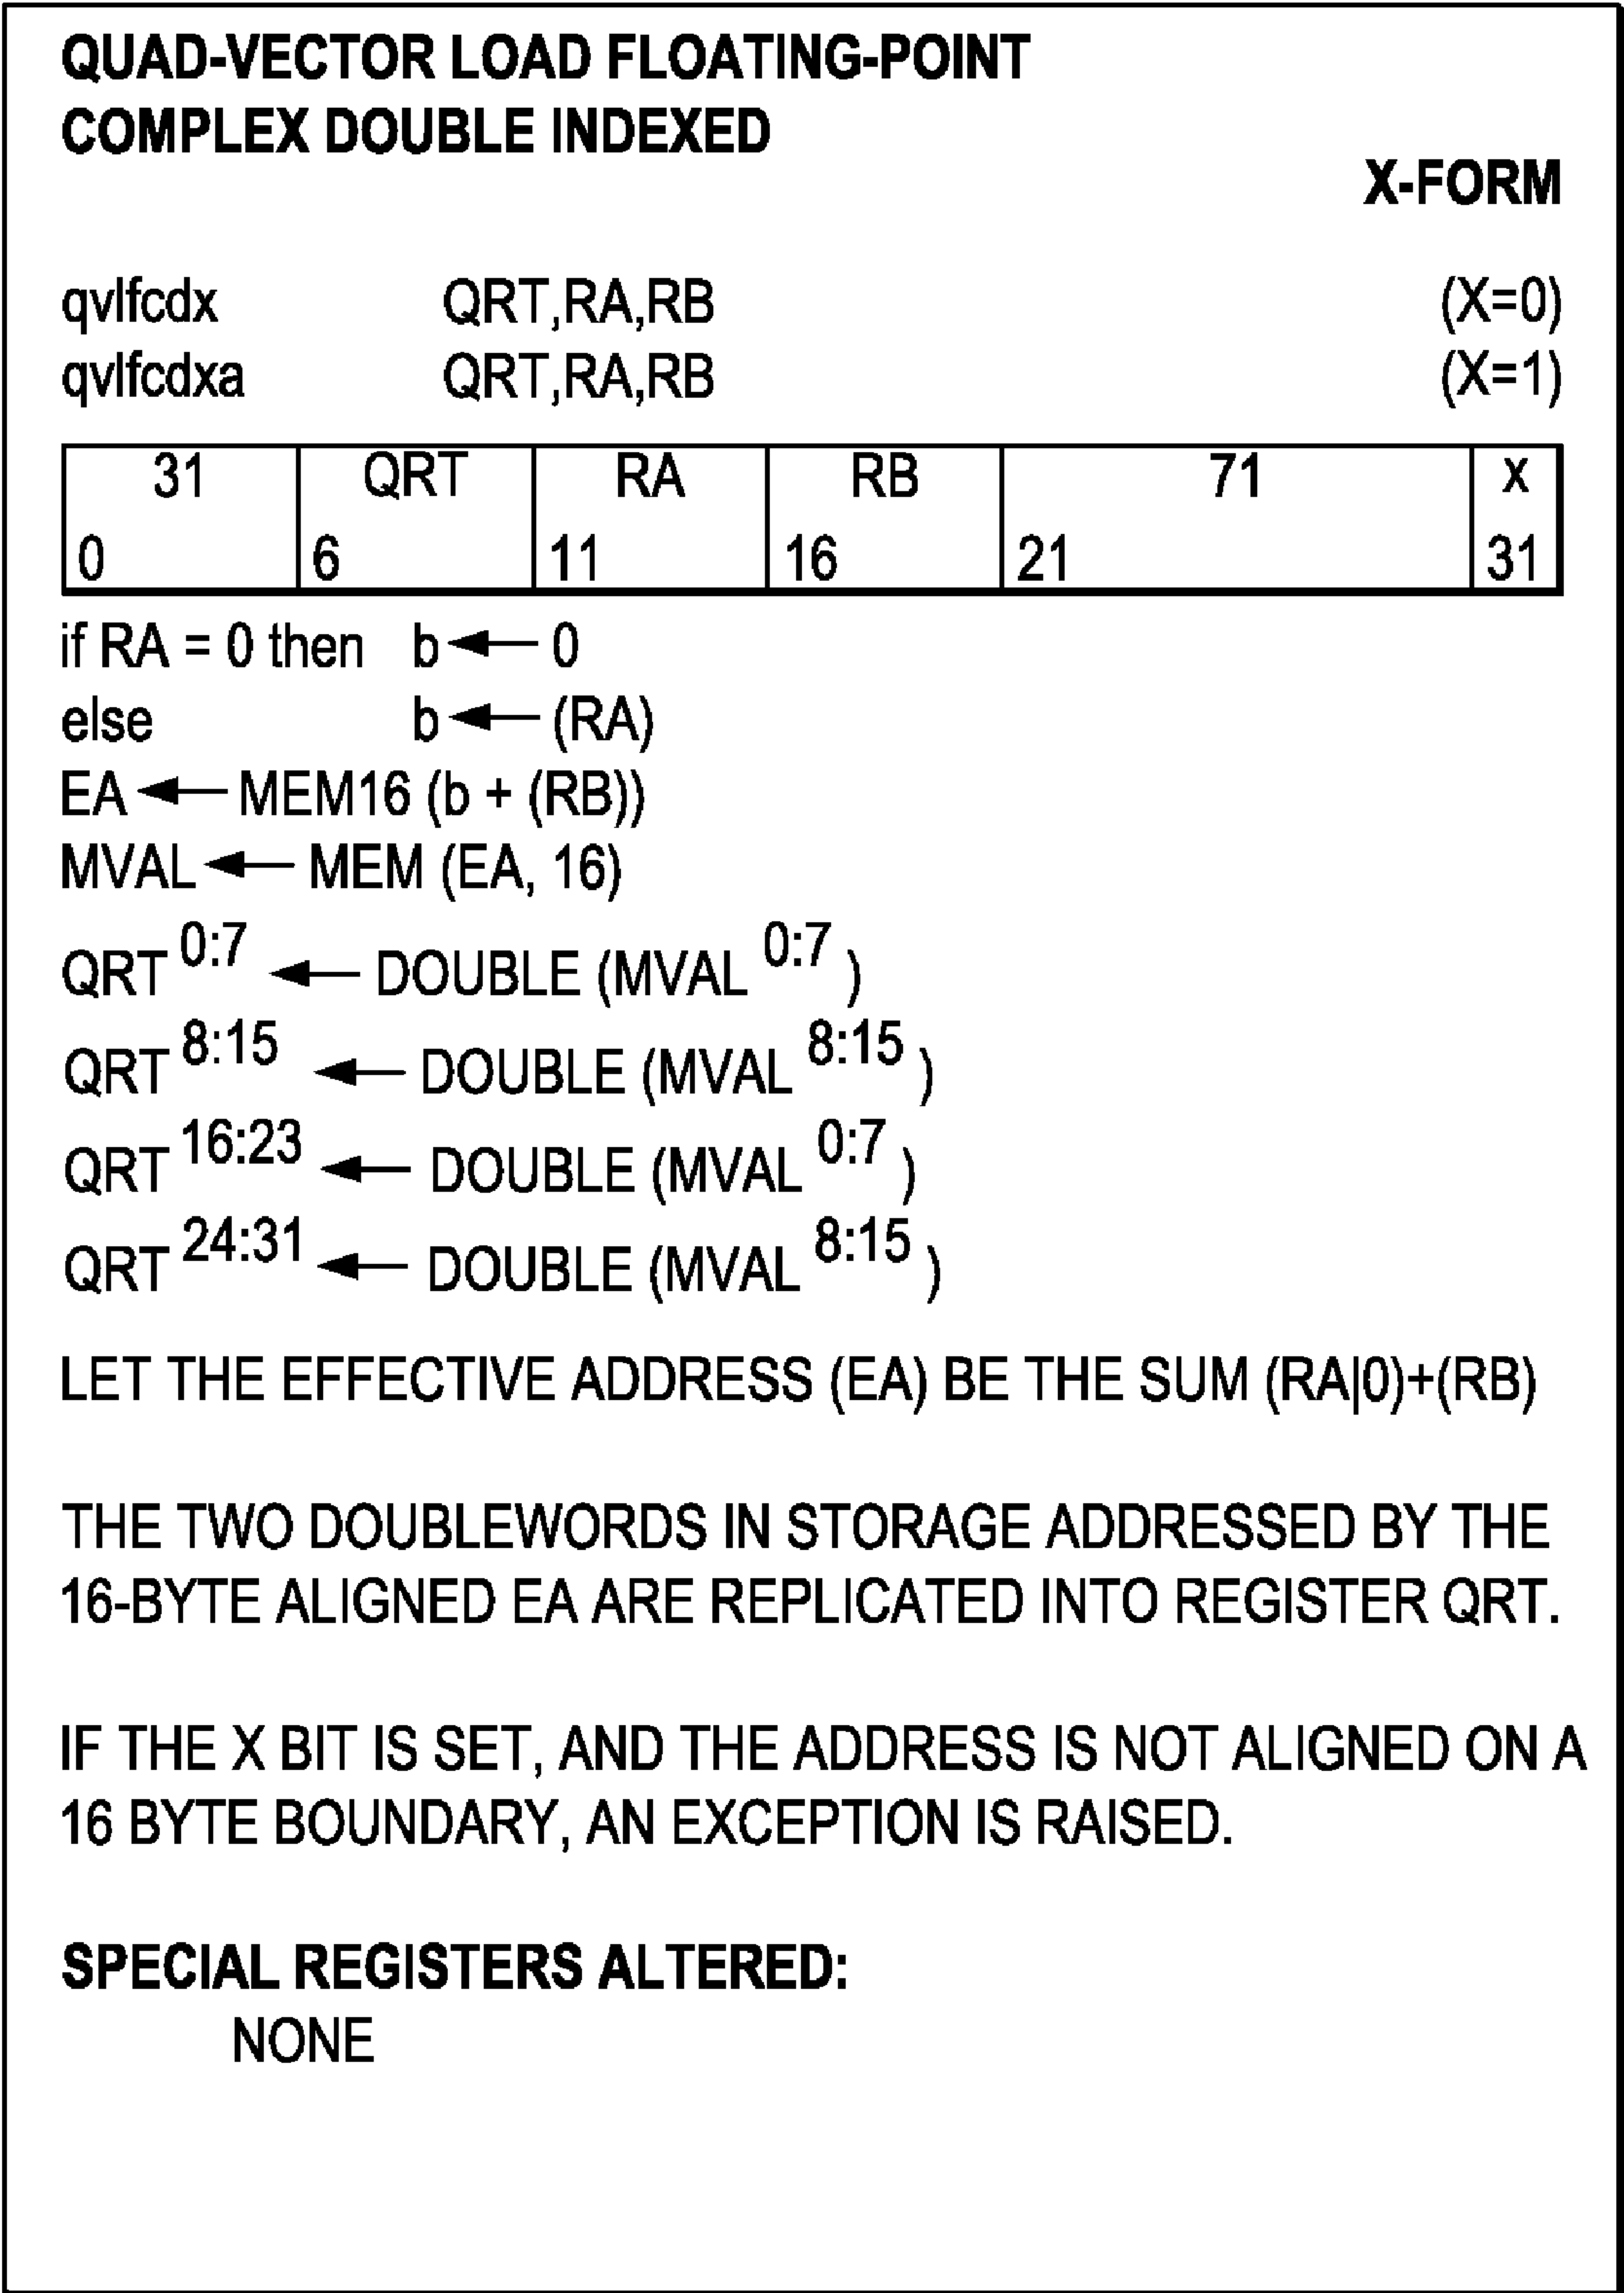 QUAD-VECTOR LOAD FLOATING-POINT
COMPLEX DOUBLE INDEXED
X-FORM
qvlfcdx QRT,RA,RB (X=0)
qvlfcdxa QRT,RA,RB (X=1)
31 QRT RA RB 71 X
0 6 11 16 21 31
if RA = 0 then b ← 0
else b ← (RA)
EA ← MEM16 (b + (RB))
MVAL ← MEM (EA, 16)
QRT 0:7 ← DOUBLE (MVAL 0:7 )
QRT 8:15 ← DOUBLE (MVAL 8:15 )
QRT 16:23 ← DOUBLE (MVAL 0:7 )
QRT 24:31 ← DOUBLE (MVAL 8:15 )
LET THE EFFECTIVE ADDRESS (EA) BE THE SUM (RA|0)+(RB)
THE TWO DOUBLEWORDS IN STORAGE ADDRESSED BY THE
16-BYTE ALIGNED EA ARE REPLICATED INTO REGISTER QRT.
IF THE X BIT IS SET, AND THE ADDRESS IS NOT ALIGNED ON A
16 BYTE BOUNDARY, AN EXCEPTION IS RAISED.
SPECIAL REGISTERS ALTERED:
NONE